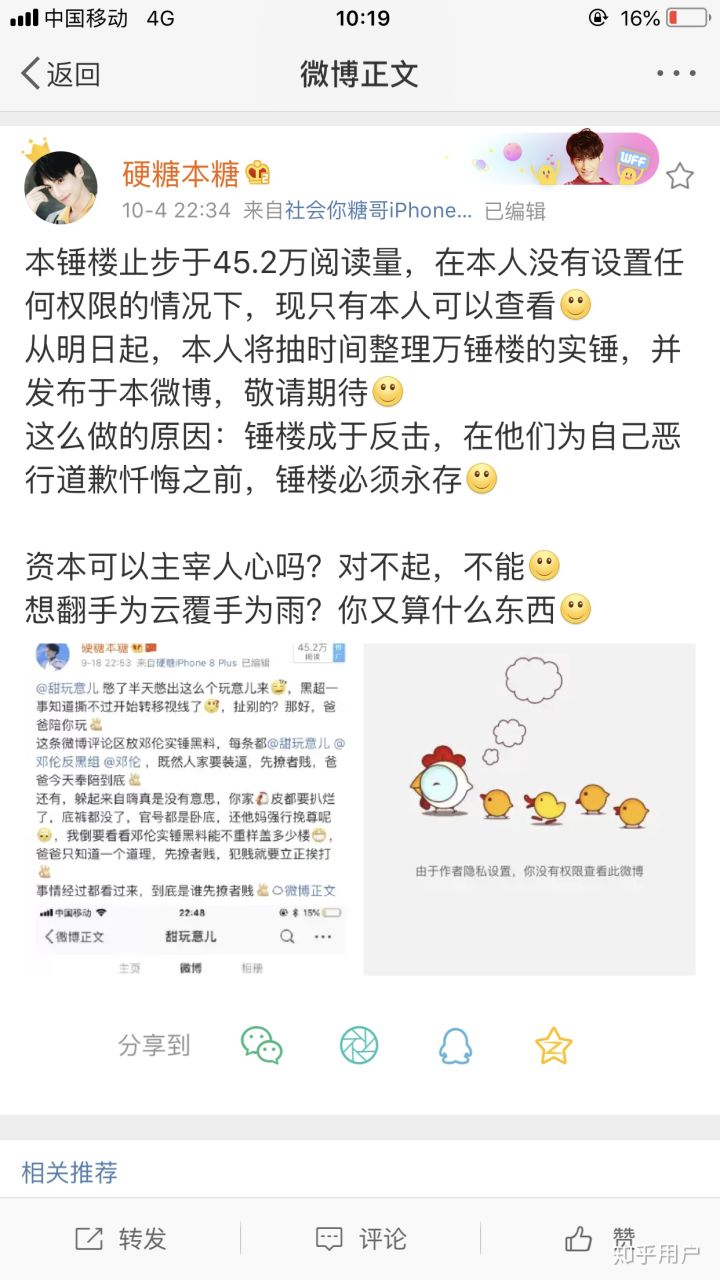 中国移动 4G 10:19 16%
返回 微博正文
硬糖本糖
WFF
10-4 22:34 来自社会你糖哥iPhone... 已编辑
本锤楼止步于45.2万阅读量，在本人没有设置任
何权限的情况下，现只有本人可以查看
从明日起，本人将抽时间整理万锤楼的实锤，并
发布于本微博，敬请期待
这么做的原因：锤楼成于反击，在他们为自己恶
行道歉忏悔之前，锤楼必须永存
资本可以主宰人心吗？对不起，不能
想翻手为云覆手为雨？你又算什么东西
硬糖本糖
45.2万
阅读
9-18 22:53 来自硬糖iPhone 8 Plus 已编辑
@甜玩意儿 憋了半天憋出这么个玩意儿来，黑超一
事知道撕不过开始转移视线了，扯别的？那好，爸
爸陪你玩
这条微博评论区放邓伦实锤黑料，每条都@甜玩意儿 @
邓伦反黑组 @邓伦 ，既然人家要装逼，先撩者贱，爸
爸今天奉陪到底
还有，躲起来自嗨真是没有意思，你家皮都要扒烂
了，底裤都没了，官号都是卧底，还他妈强行挽尊呢
，我倒要看看邓伦实锤黑料能不重样盖多少楼，
爸爸只知道一个道理，先撩者贱，犯贱就要立正挨打
事情经过都看过来，到底是谁先撩者贱 微博正文
中国移动 22:48 15%
微博正文 甜玩意儿
主页 微博 相册
由于作者隐私设置，你没有权限查看此微博
分享到
相关推荐
转发 评论 赞
知乎用户